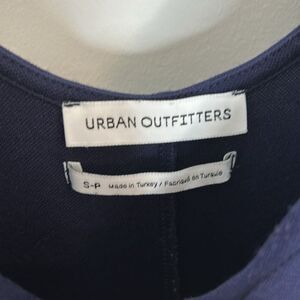 URBAN OUTFITTERS
S-P Made in Turkey / Fabriqué en Turquie